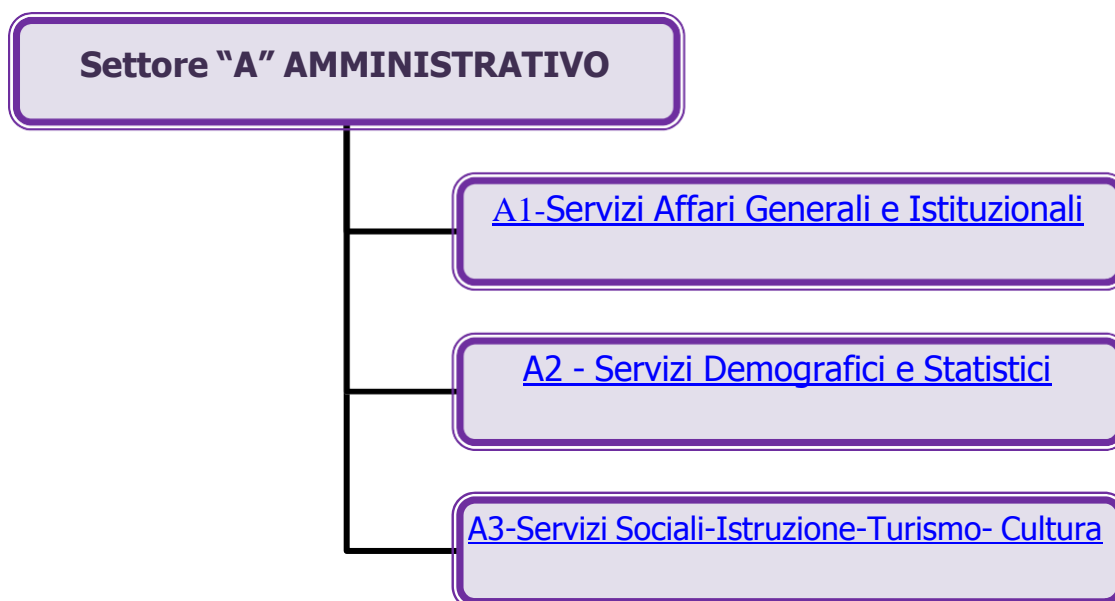 Settore “A” AMMINISTRATIVO
A1-Servizi Affari Generali e Istituzionali
A2 - Servizi Demografici e Statistici
A3-Servizi Sociali-Istruzione-Turismo- Cultura